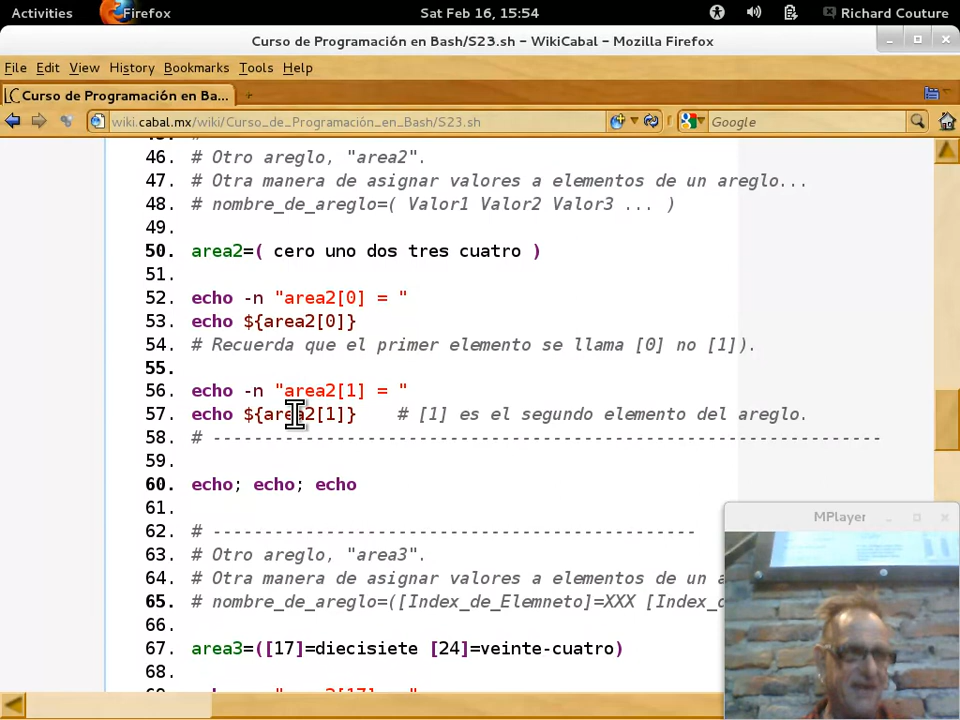 Activities Firefox Sat Feb 16, 15:54 Richard Couture
Curso de Programación en Bash/S23.sh - WikiCabal - Mozilla Firefox
File Edit View History Bookmarks Tools Help
Curso de Programación en Ba...
wiki.cabal.mx/wiki/Curso_de_Programación_en_Bash/S23.sh Google
46. # Otro areglo, "area2".
47. # Otra manera de asignar valores a elementos de un areglo...
48. # nombre_de_areglo=( Valor1 Valor2 Valor3 ... )
49.
50. area2=( cero uno dos tres cuatro )
51.
52. echo -n "area2[0] = "
53. echo ${area2[0]}
54. # Recuerda que el primer elemento se llama [0] no [1]).
55.
56. echo -n "area2[1] = "
57. echo ${area2[1]} # [1] es el segundo elemento del areglo.
58. # -----------------------------------------------------------------
59.
60. echo; echo; echo
61.
62. # -----------------------------------------------
MPlayer
63. # Otro areglo, "area3".
64. # Otra manera de asignar valores a elementos de un a
65. # nombre_de_areglo=([Index_de_Elemneto]=XXX [Index_d
66.
67. area3=([17]=diecisiete [24]=veinte-cuatro)
68.